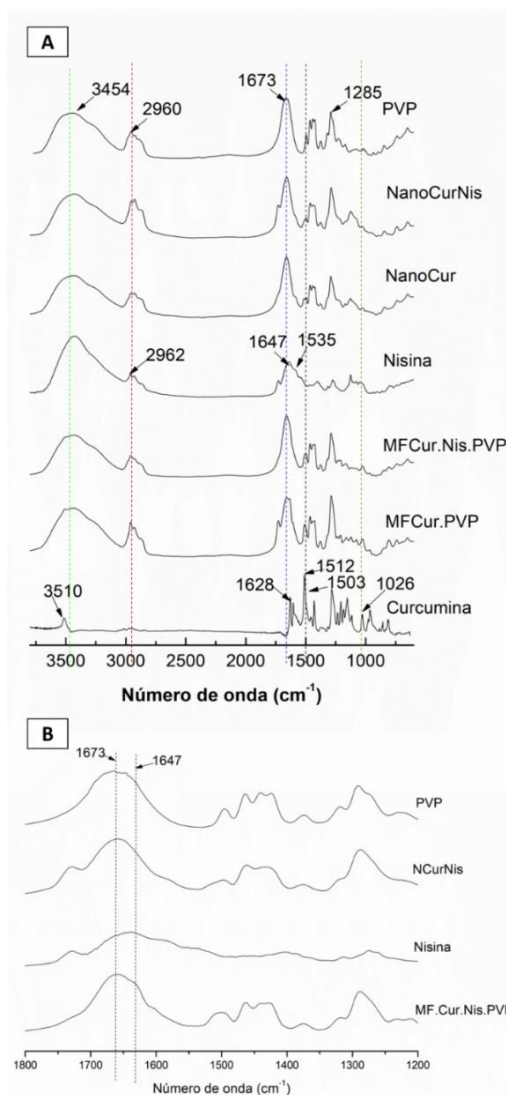 A
3454
2960
1673
1285
PVP
NanoCurNis
NanoCur
2962
1647
1535
Nisina
MFCur.Nis.PVP
MFCur.PVP
3510
1628
1512
1503
1026
Curcumina
3500 3000 2500 2000 1500 1000
Número de onda (cm-1)
B
1673
1647
PVP
NCurNis
Nisina
MF.Cur.Nis.PVP
1800 1700 1600 1500 1400 1300 1200
Número de onda (cm-1)